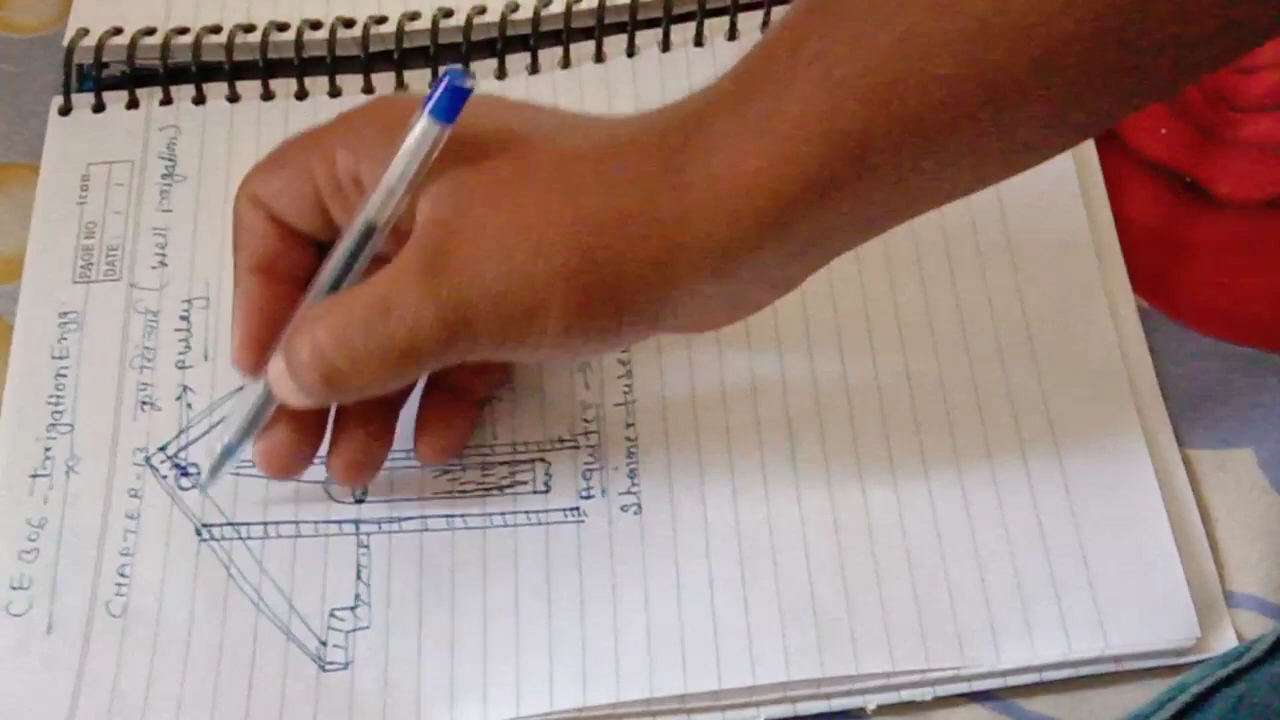 PAGE NO
DATE: / /
CE 306 - Irrigation Engg.
CHAPTER-13 कूप सिंचाई (Well irrigation)
→ Pulley
Aquifer →
Strainer tube